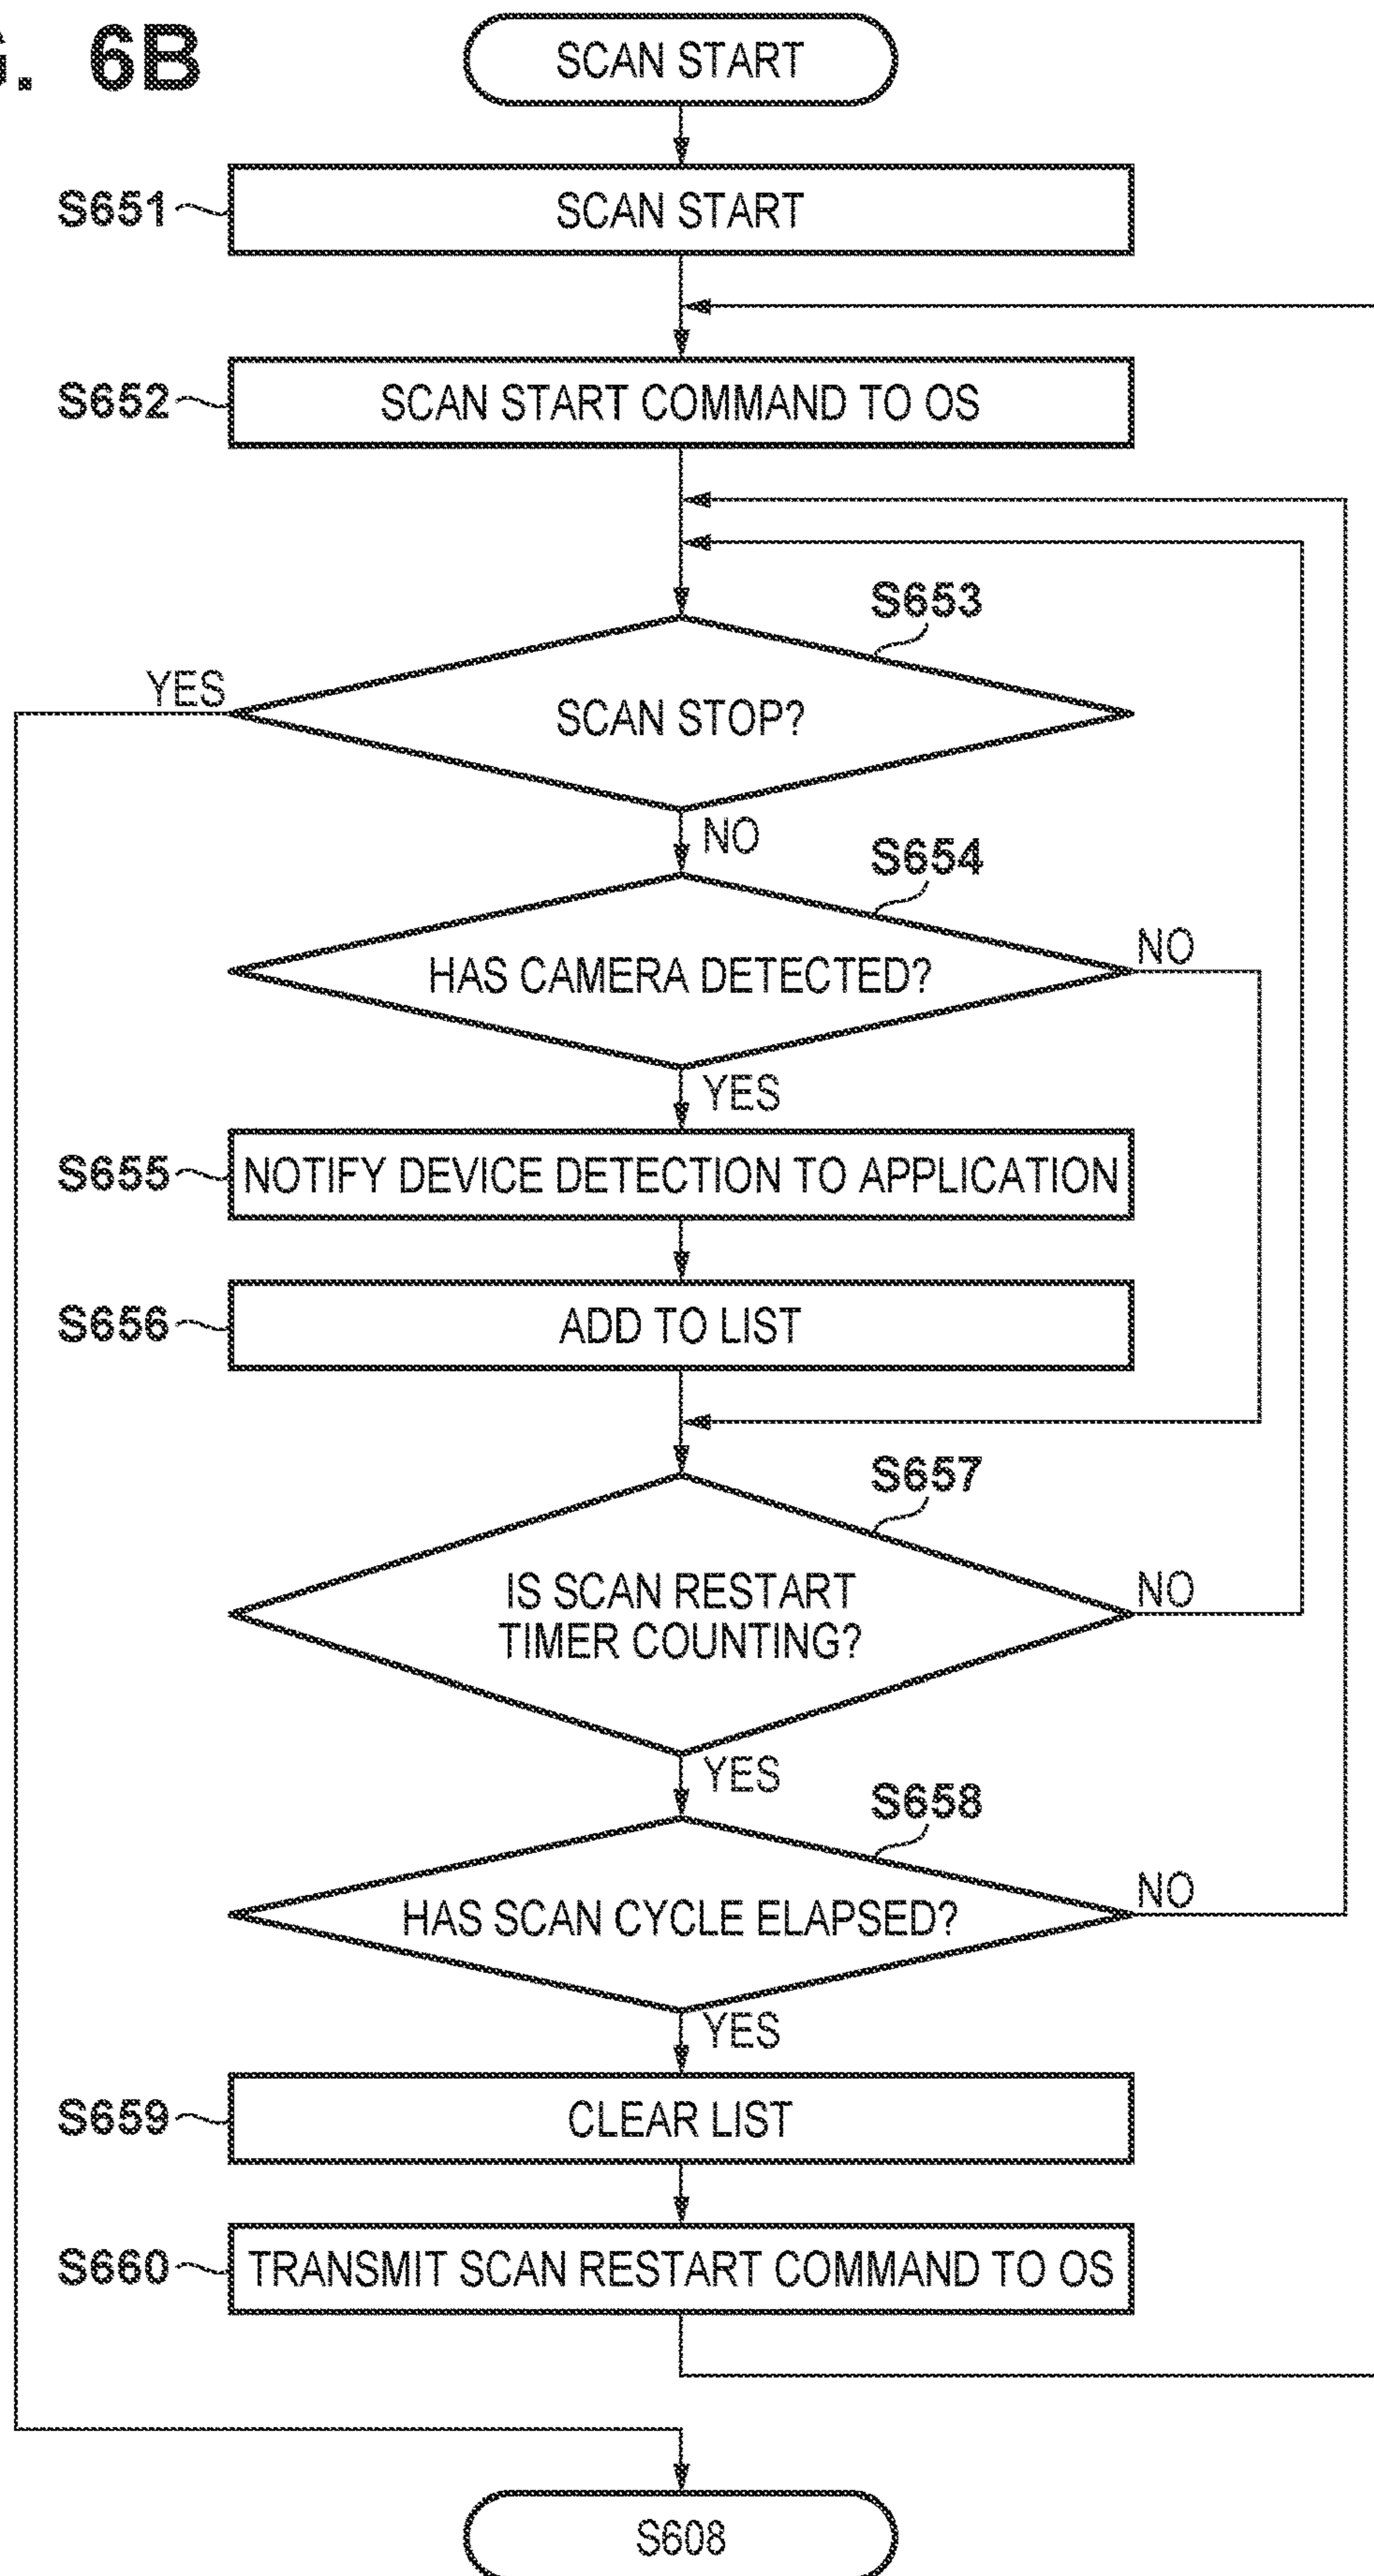 G. 6B
SCAN START
S651
SCAN START
S652
SCAN START COMMAND TO OS
S653
YES
SCAN STOP?
NO
S654
NO
HAS CAMERA DETECTED?
YES
S655
NOTIFY DEVICE DETECTION TO APPLICATION
S656
ADD TO LIST
S657
IS SCAN RESTART
TIMER COUNTING?
NO
YES
S658
NO
HAS SCAN CYCLE ELAPSED?
YES
S659
CLEAR LIST
S660
TRANSMIT SCAN RESTART COMMAND TO OS
S608